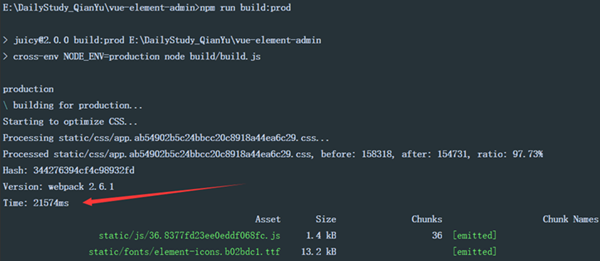 E:\DailyStudy_QianYu\vue-element-admin>npm run build:prod
> juicy@2.0.0 build:prod E:\DailyStudy_QianYu\vue-element-admin
> cross-env NODE_ENV=production node build/build.js
production
\ building for production...
Starting to optimize CSS...
Processing static/css/app.ab54902b5c24bbcc20c8918a44ea6c29.css...
Processed static/css/app.ab54902b5c24bbcc20c8918a44ea6c29.css, before: 158318, after: 154731, ratio: 97.73%
Hash: 344276394cf4c98932fd
Version: webpack 2.6.1
Time: 21574ms
Asset Size Chunks Chunk Names
static/js/36.8377fd23ee0eddf068fc.js 1.4 kB 36 [emitted]
static/fonts/element-icons.b02bdc1.ttf 13.2 kB [emitted]